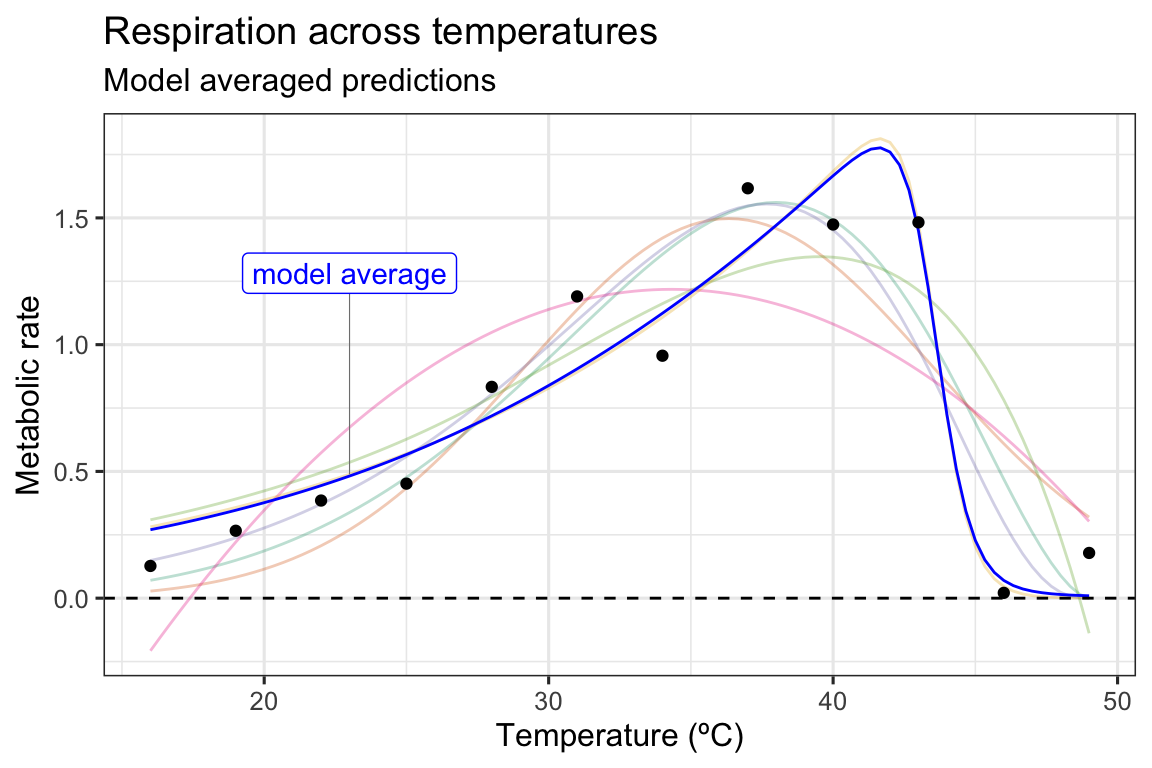 Respiration across temperatures
Model averaged predictions
Metabolic rate
1.5
1.0
0.5
0.0
model average
20
30
40
50
Temperature (ºC)